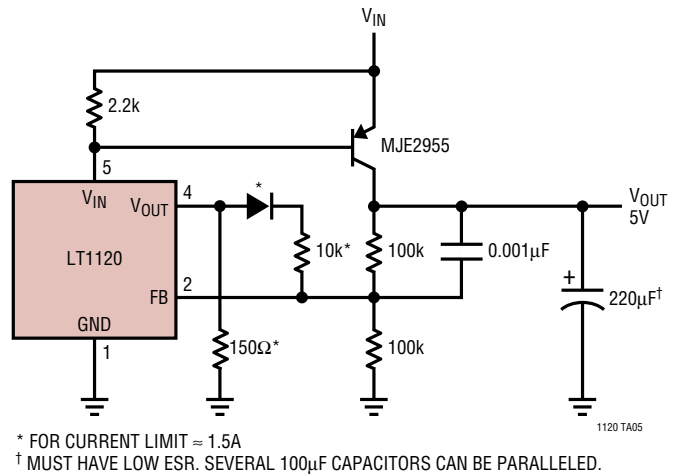 VIN
2.2k
MJE2955
5
VIN
VOUT
4
*
VOUT
5V
LT1120
10k*
100k
0.001µF
FB
2
+
220µF†
GND
1
150Ω*
100k
1120 TA05
* FOR CURRENT LIMIT ≈ 1.5A
† MUST HAVE LOW ESR. SEVERAL 100µF CAPACITORS CAN BE PARALLELED.